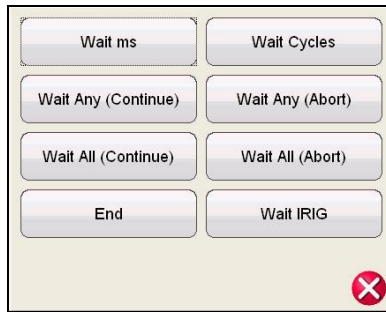 Wait ms
Wait Cycles
Wait Any (Continue)
Wait Any (Abort)
Wait All (Continue)
Wait All (Abort)
End
Wait IRIG